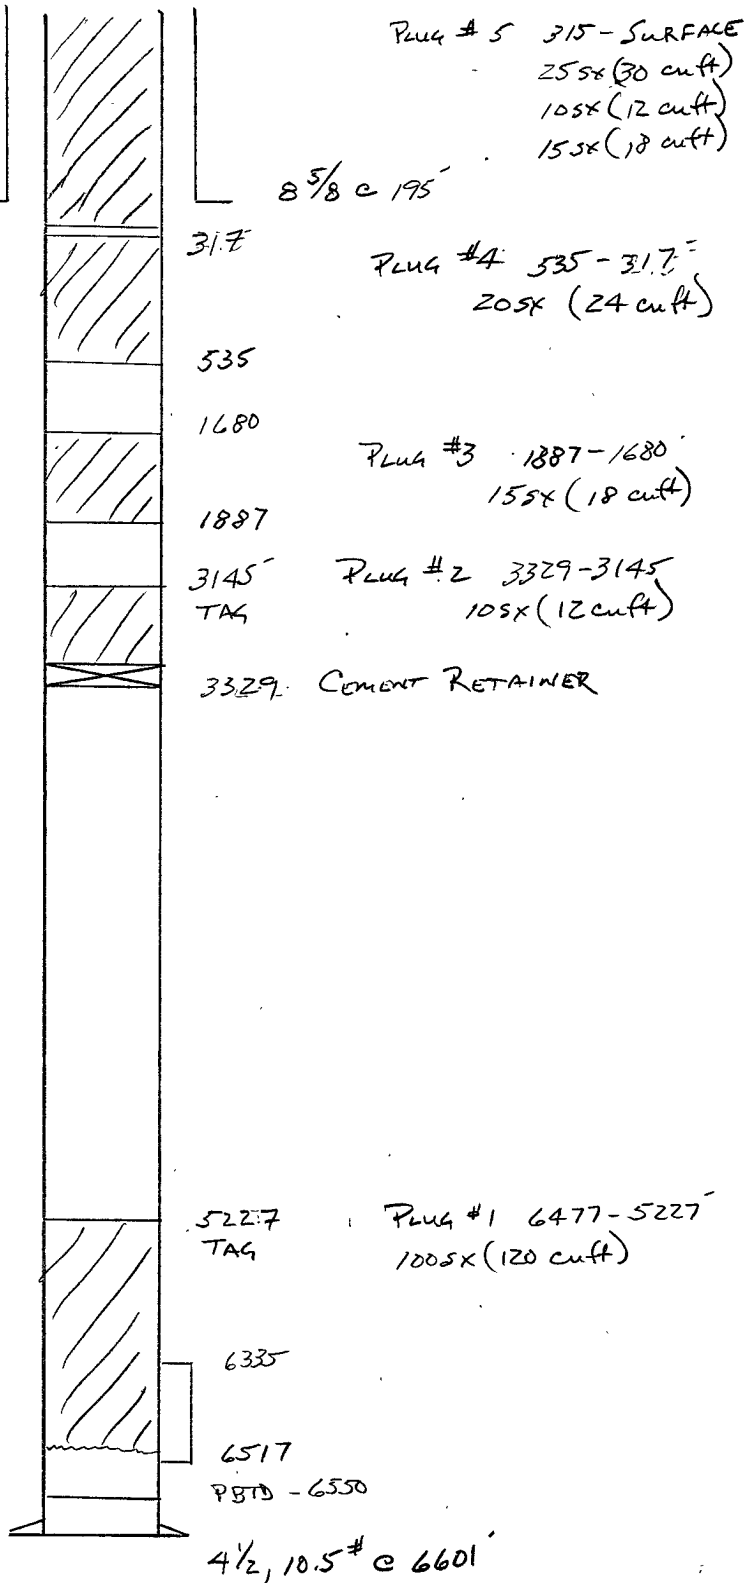 PLUG # 5 315 - SURFACE
25sx (30 cuft)
10sx (12 cuft)
15sx (18 cuft)
8 5/8 @ 195'
317
PLUG #4 535 - 317'
20sx (24 cuft)
535
1680
PLUG #3 1887 - 1680'
15sx (18 cuft)
1887
3145'
TAG
PLUG #2 3329 - 3145
10sx (12 cuft)
3329 CEMENT RETAINER
5227
TAG
PLUG #1 6477 - 5227'
100sx (120 cuft)
6335
6517
PBTD - 6550
4 1/2, 10.5# @ 6601'